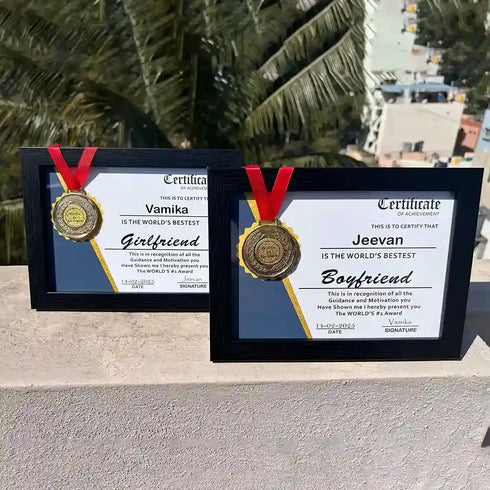 Certificate
OF ACHIEVEMENT
THIS IS TO CERTIFY THAT
Vamika
IS THE WORLD'S BESTEST
Girlfriend
This is in recognition of all the
Guidance and Motivation you
Have Shown me I hereby present you
The WORLD'S #1 Award
14-02-2025 Jeevan
DATE SIGNATURE
Certificate
OF ACHIEVEMENT
THIS IS TO CERTIFY THAT
Jeevan
IS THE WORLD'S BESTEST
Boyfriend
This is in recognition of all the
Guidance and Motivation you
Have Shown me I hereby present you
The WORLD'S #1 Award
14-02-2025 Vamika
DATE SIGNATURE